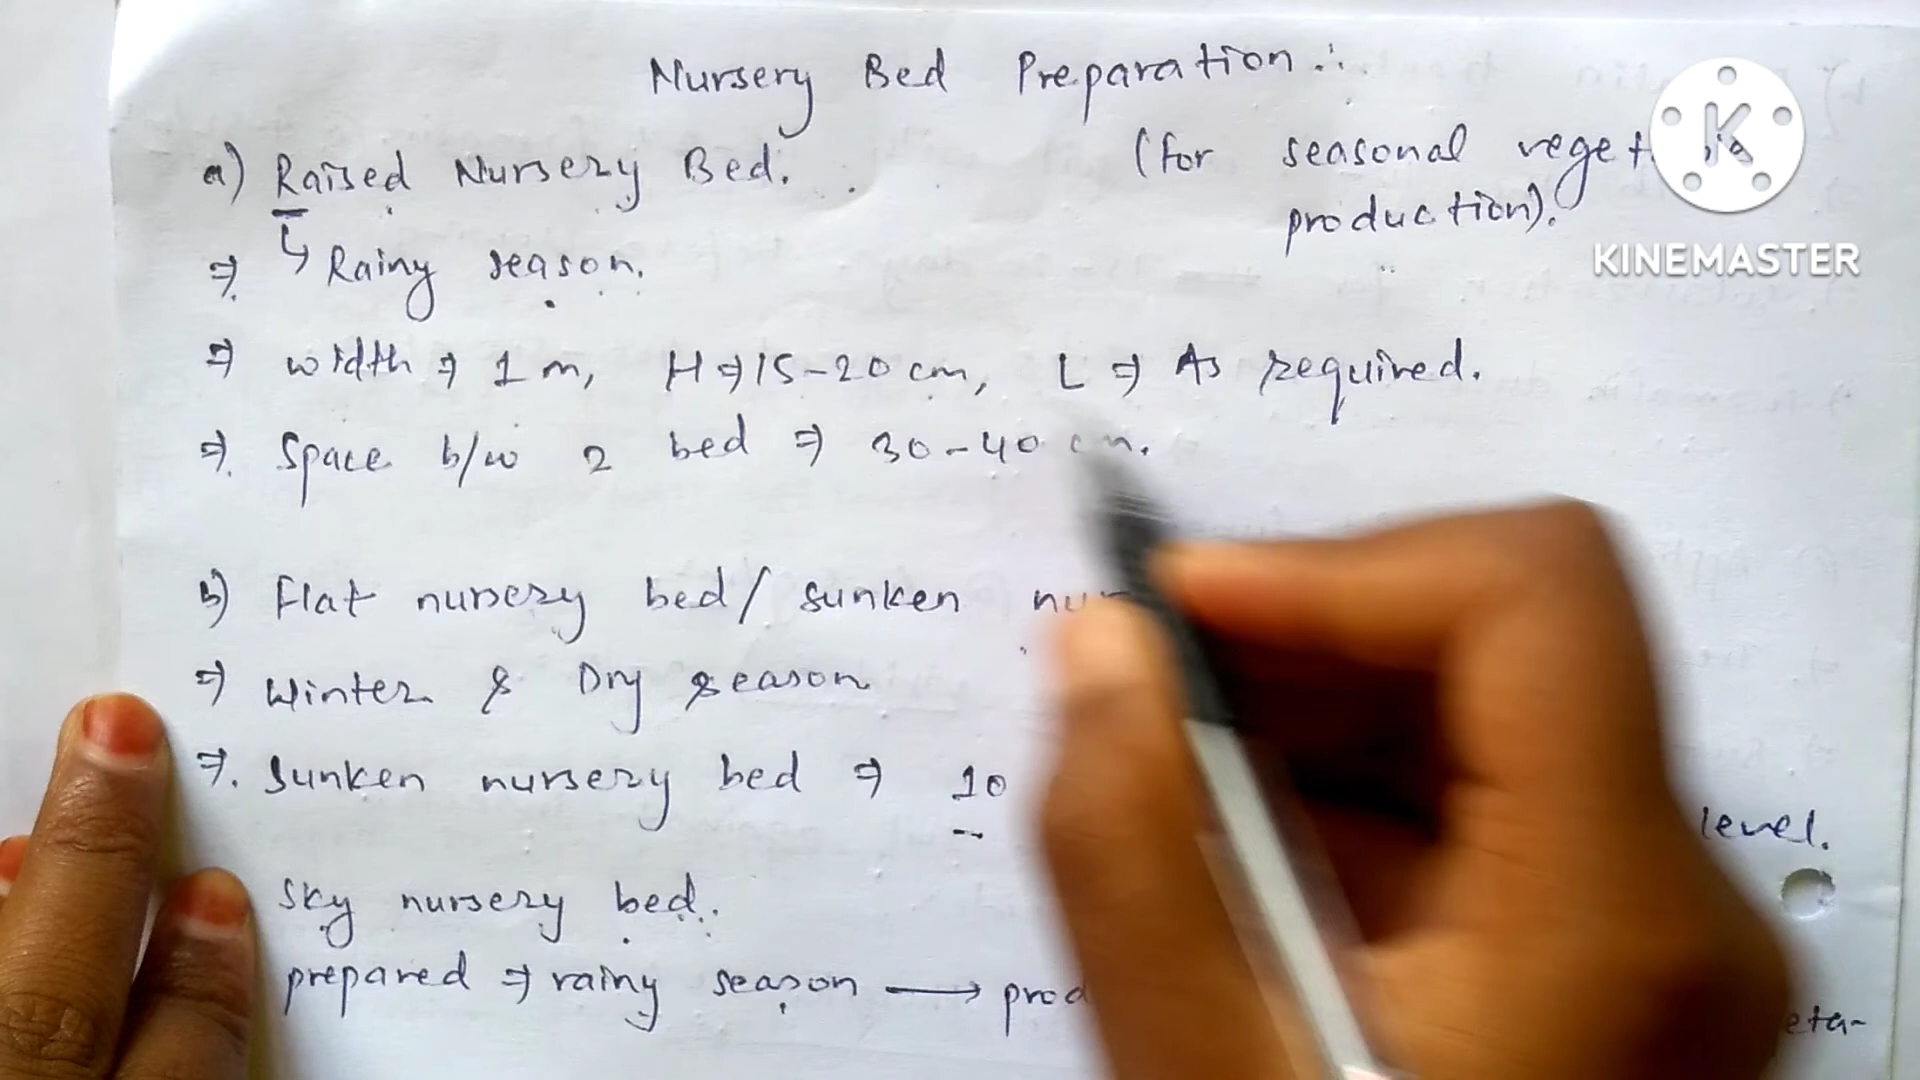 Nursery Bed Preparation :.
a) Raised Nursery Bed.
(for seasonal
production).
KINEMASTER
⇒ ↳ Rainy season.
⇒ width ⇒ 1 m, H ⇒ 15-20 cm, L ⇒ As required.
⇒ Space b/w 2 bed ⇒ 30-40 cm.
b) Flat nursery bed/ sunken
⇒ Winter & Dry season
⇒ Sunken nursery bed ⇒ 10
level.
Sky nursery bed.
prepared ⇒ rainy season →